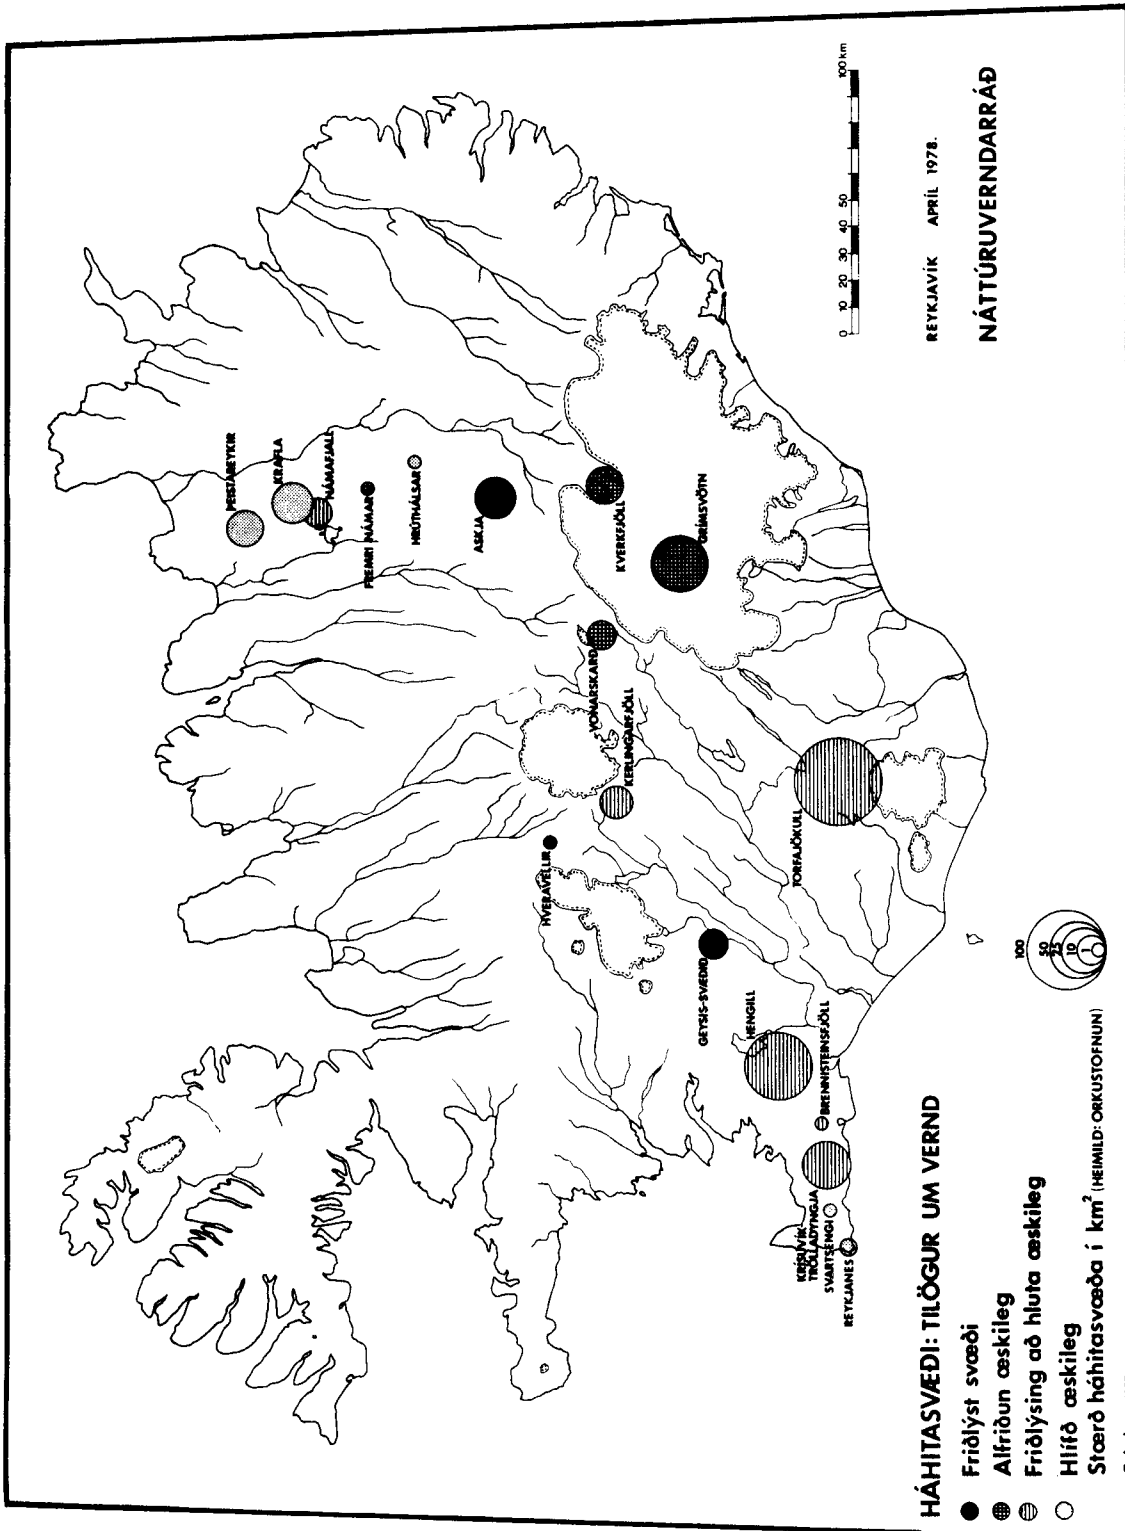 ÞEISTAREYKIR
KRAFLA
NÁMAFJALL
FREMRI NÁMAR
HRÚTHÁLSAR
ASKJA
KVERKFJÖLL
GRÍMSVÖTN
VONARSKARÐ
KERLINGARFJÖLL
HVERAVELLIR
TORFAJÖKULL
GEYSIS-SVÆÐIÐ
HENGILL
BRENNISTEINSFJÖLL
KRÍSUVÍK
TRÖLLADYNGJA
SVARTSENGI
REYKJANES
0 10 20 30 40 50 100 km
REYKJAVÍK APRÍL 1978.
NÁTTÚRUVERNDARRÁÐ
HÁHITASVÆÐI: TILÖGUR UM VERND
Friðlýst svæði
Alfriðun æskileg
Friðlýsing að hluta æskileg
Hlífð æskileg
Stærð háhitasvæða í km² (HEIMILD: ORKUSTOFNUN)
100
50
25
10
1